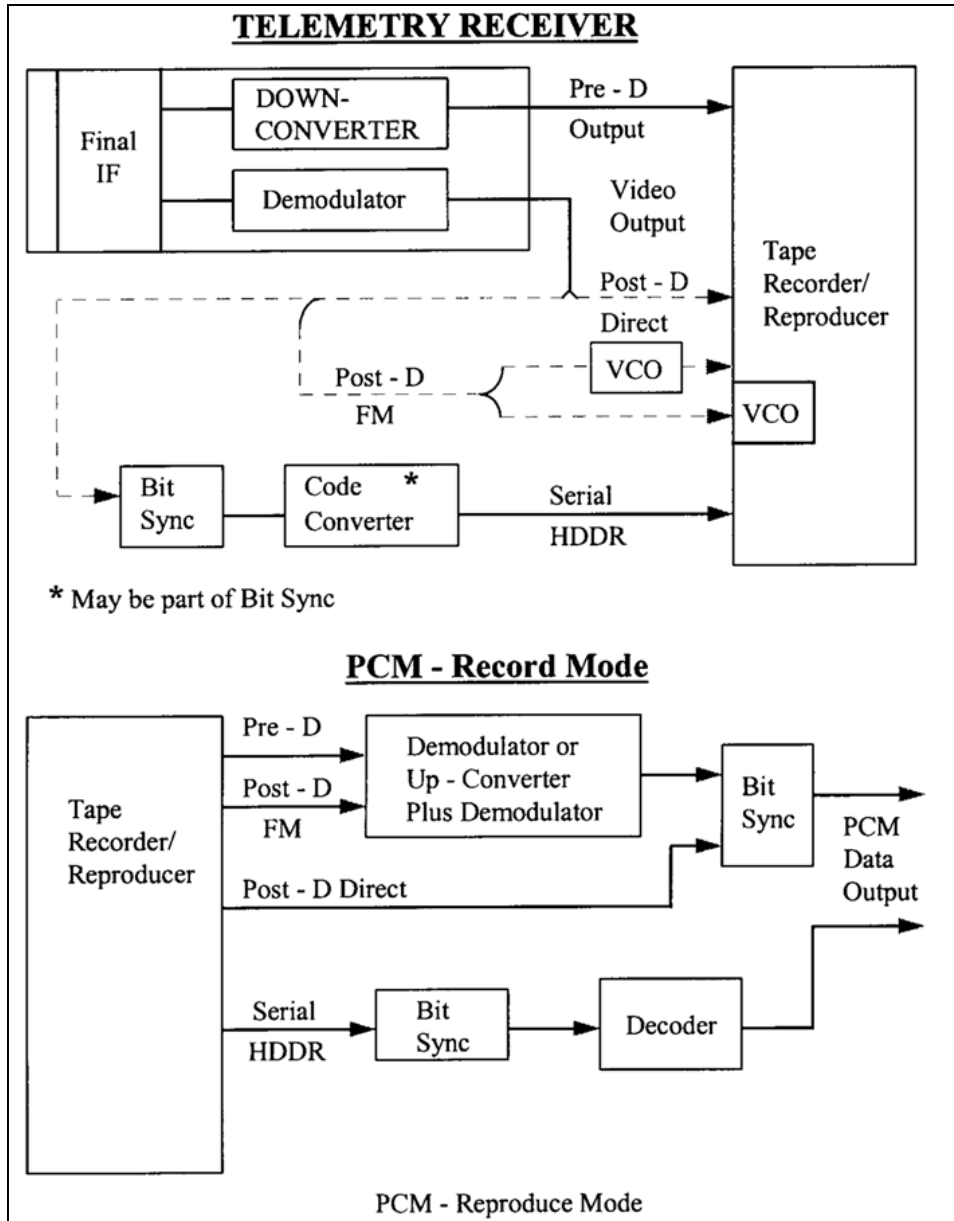 TELEMETRY RECEIVER
Final
IF
DOWN-
CONVERTER
Demodulator
Pre - D
Output
Video
Output
Post - D
Direct
Tape
Recorder/
Reproducer
Post - D
FM
VCO
VCO
Bit
Sync
Code *
Converter
Serial
HDDR
* May be part of Bit Sync
PCM - Record Mode
Tape
Recorder/
Reproducer
Pre - D
Post - D
FM
Post - D Direct
Demodulator or
Up - Converter
Plus Demodulator
Bit
Sync
PCM
Data
Output
Serial
HDDR
Bit
Sync
Decoder
PCM - Reproduce Mode